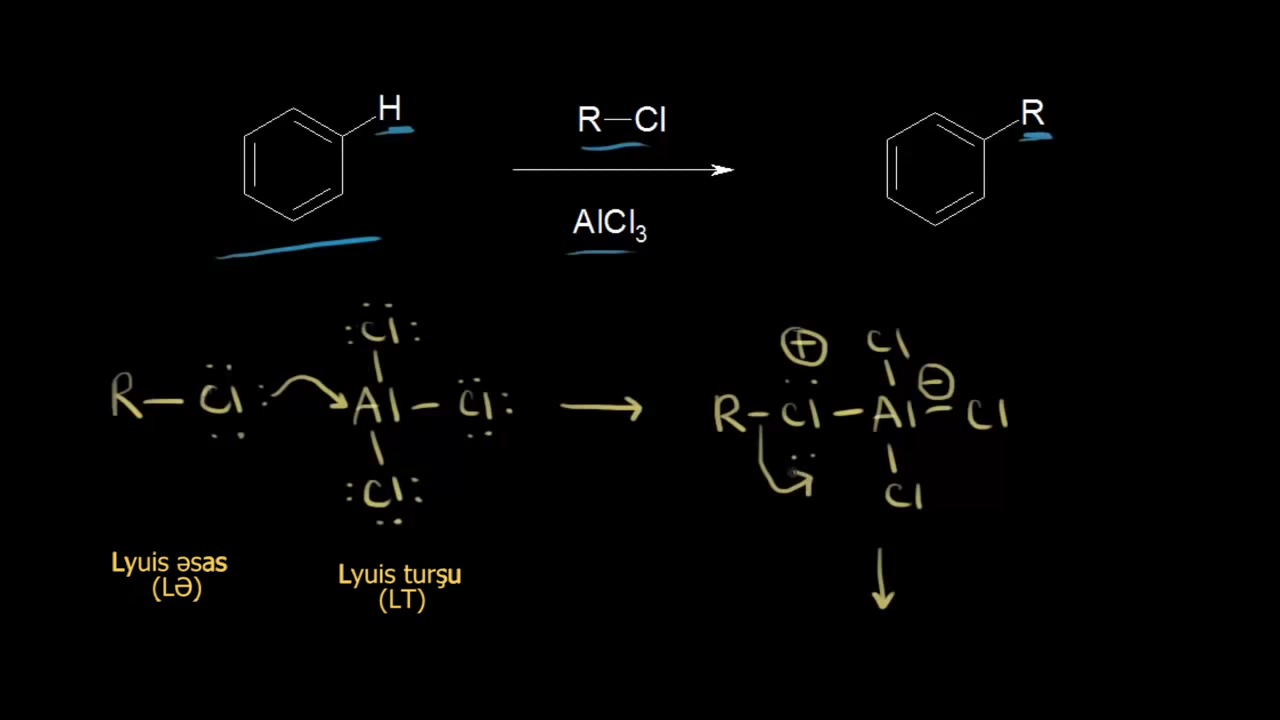 H
R—Cl
AlCl₃
R
R – Cl: Al – Cl:
:Cl:
:Cl:
R – Cl – Al – Cl
Cl
Cl
⊕
⊖
Lyuis əsas
(LƏ)
Lyuis turşu
(LT)